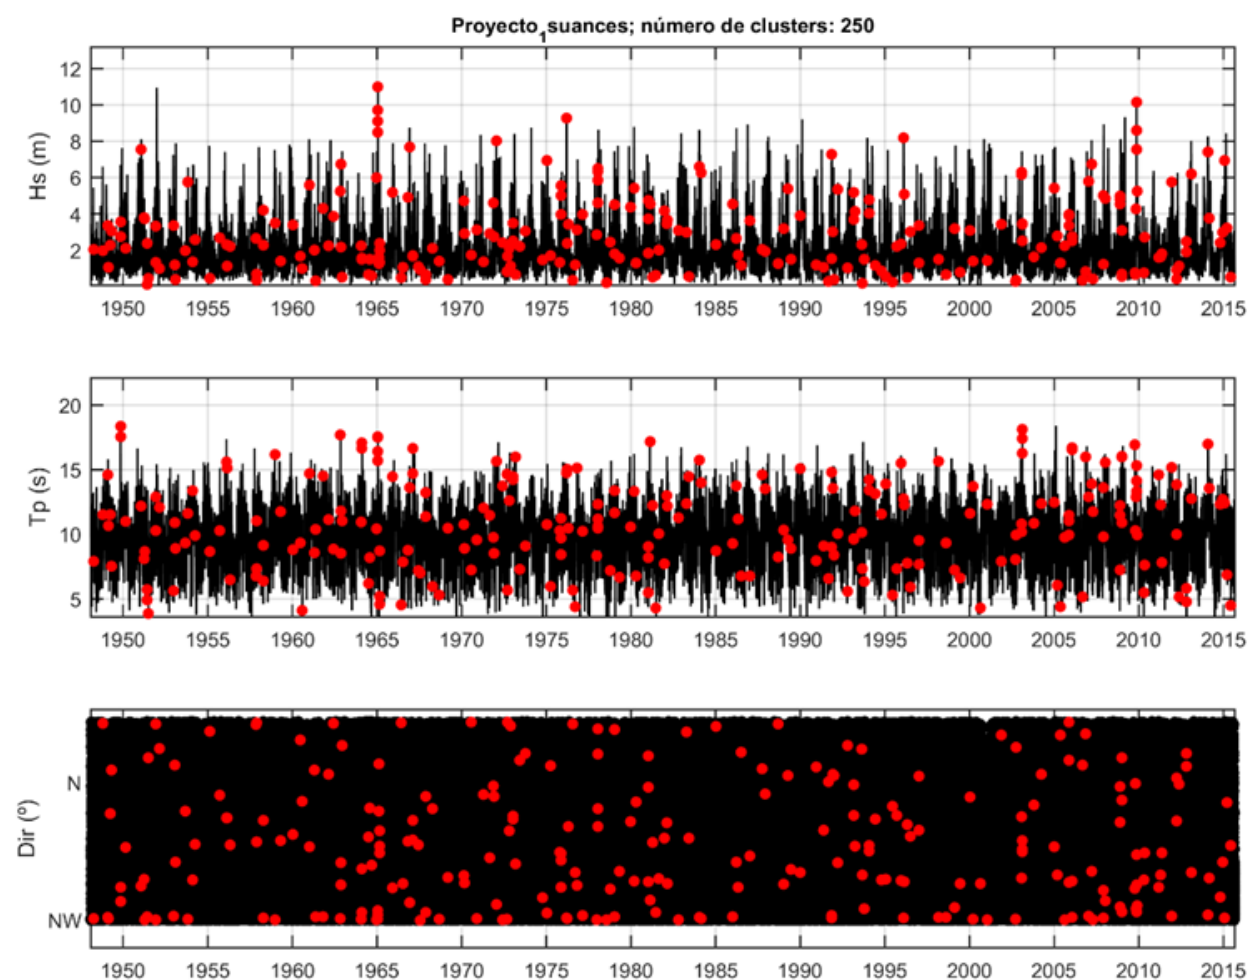 Proyecto₁suances; número de clusters: 250
Hs (m)
12
10
8
6
4
2
1950 1955 1960 1965 1970 1975 1980 1985 1990 1995 2000 2005 2010 2015
Tp (s)
20
15
10
5
1950 1955 1960 1965 1970 1975 1980 1985 1990 1995 2000 2005 2010 2015
Dir (º)
N
NW
1950 1955 1960 1965 1970 1975 1980 1985 1990 1995 2000 2005 2010 2015